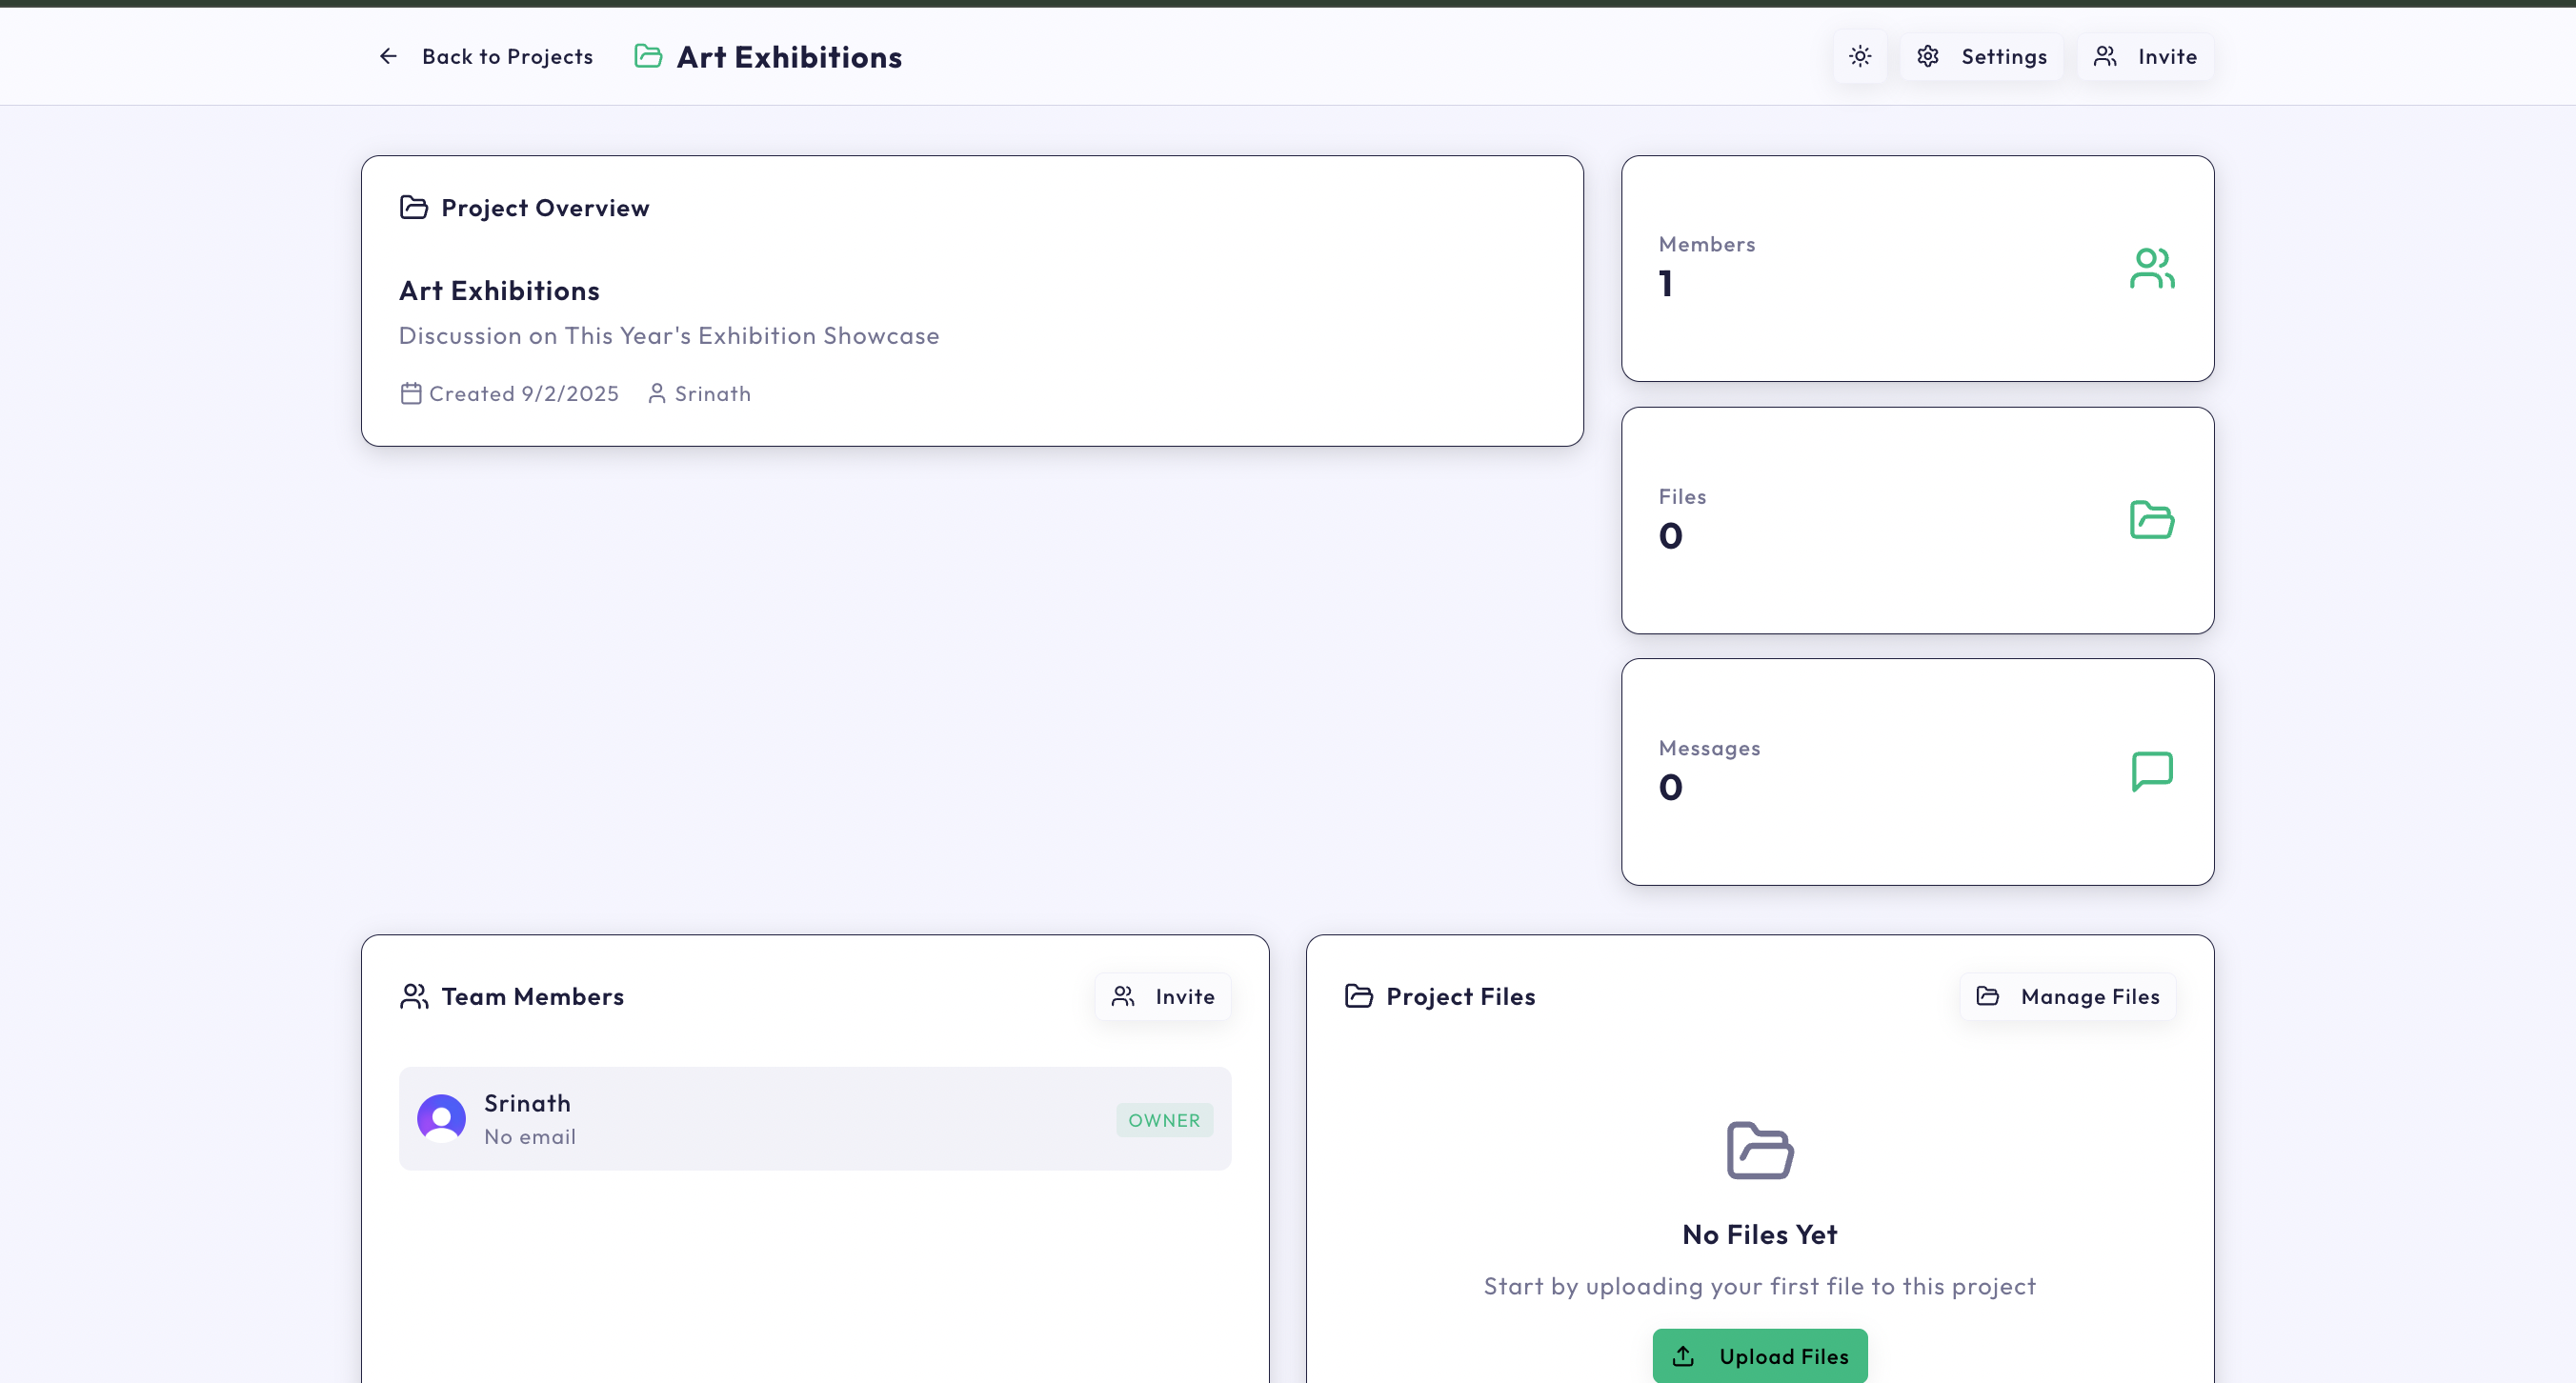 Back to Projects
Art Exhibitions
Settings
Invite
Project Overview
Art Exhibitions
Discussion on This Year's Exhibition Showcase
Created 9/2/2025
Srinath
Members
1
Files
0
Messages
0
Team Members
Invite
Srinath
No email
OWNER
Project Files
Manage Files
No Files Yet
Start by uploading your first file to this project
Upload Files